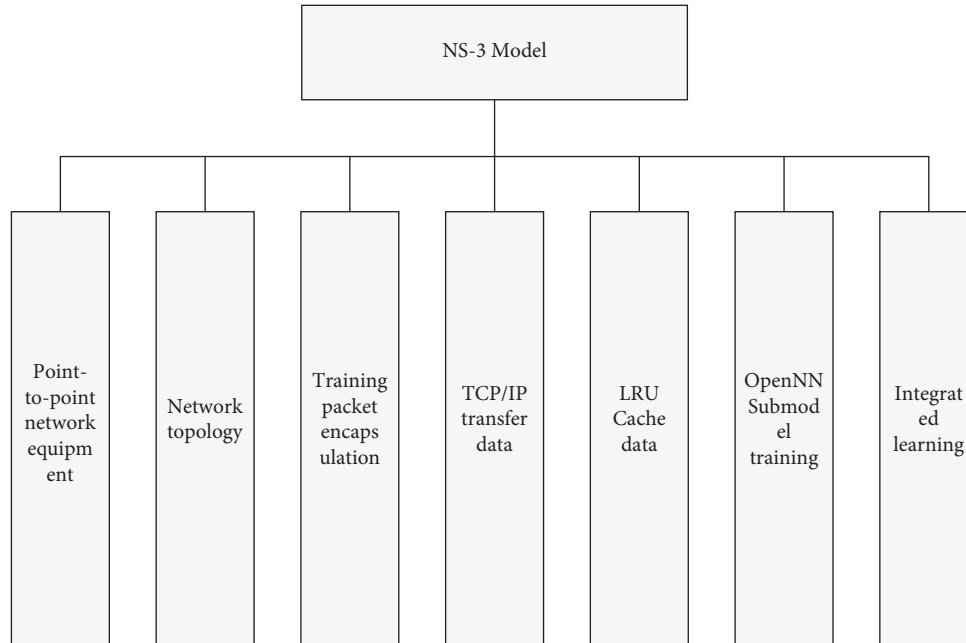 NS-3 Model
Point-
to-point
network
equipm
ent
Network
topology
Training
packet
encaps
ulation
TCP/IP
transfer
data
LRU
Cache
data
OpenNN
Submod
el
training
Integrat
ed
learning